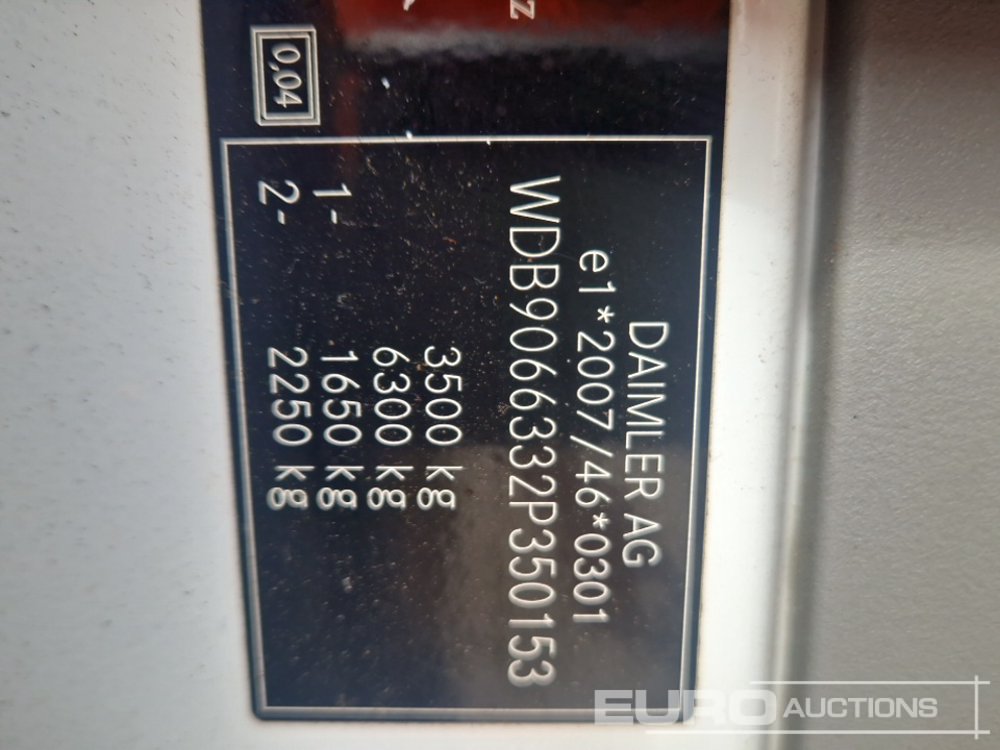 z
0,04
DAIMLER AG
e1*2007/46*0301
WDB9066332P350153
3500 kg
6300 kg
1- 1650 kg
2- 2250 kg
EURO AUCTIONS